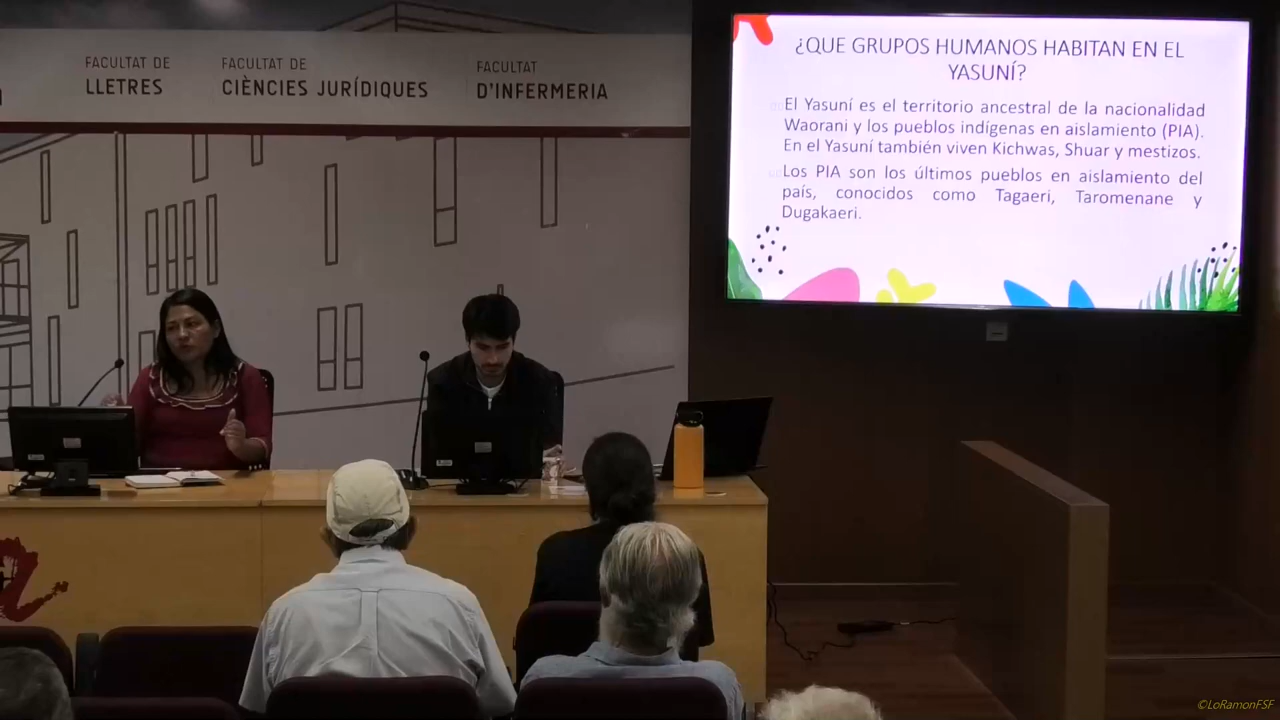 FACULTAT DE
LLETRES
FACULTAT DE
CIÈNCIES JURÍDIQUES
FACULTAT
D'INFERMERIA
¿QUE GRUPOS HUMANOS HABITAN EN EL
YASUNÍ?
El Yasuní es el territorio ancestral de la nacionalidad
Waorani y los pueblos indígenas en aislamiento (PIA).
En el Yasuní también viven Kichwas, Shuar y mestizos.
Los PIA son los últimos pueblos en aislamiento del
país, conocidos como Tagaeri, Taromenane y
Dugakaeri.
©LoRamonFSF